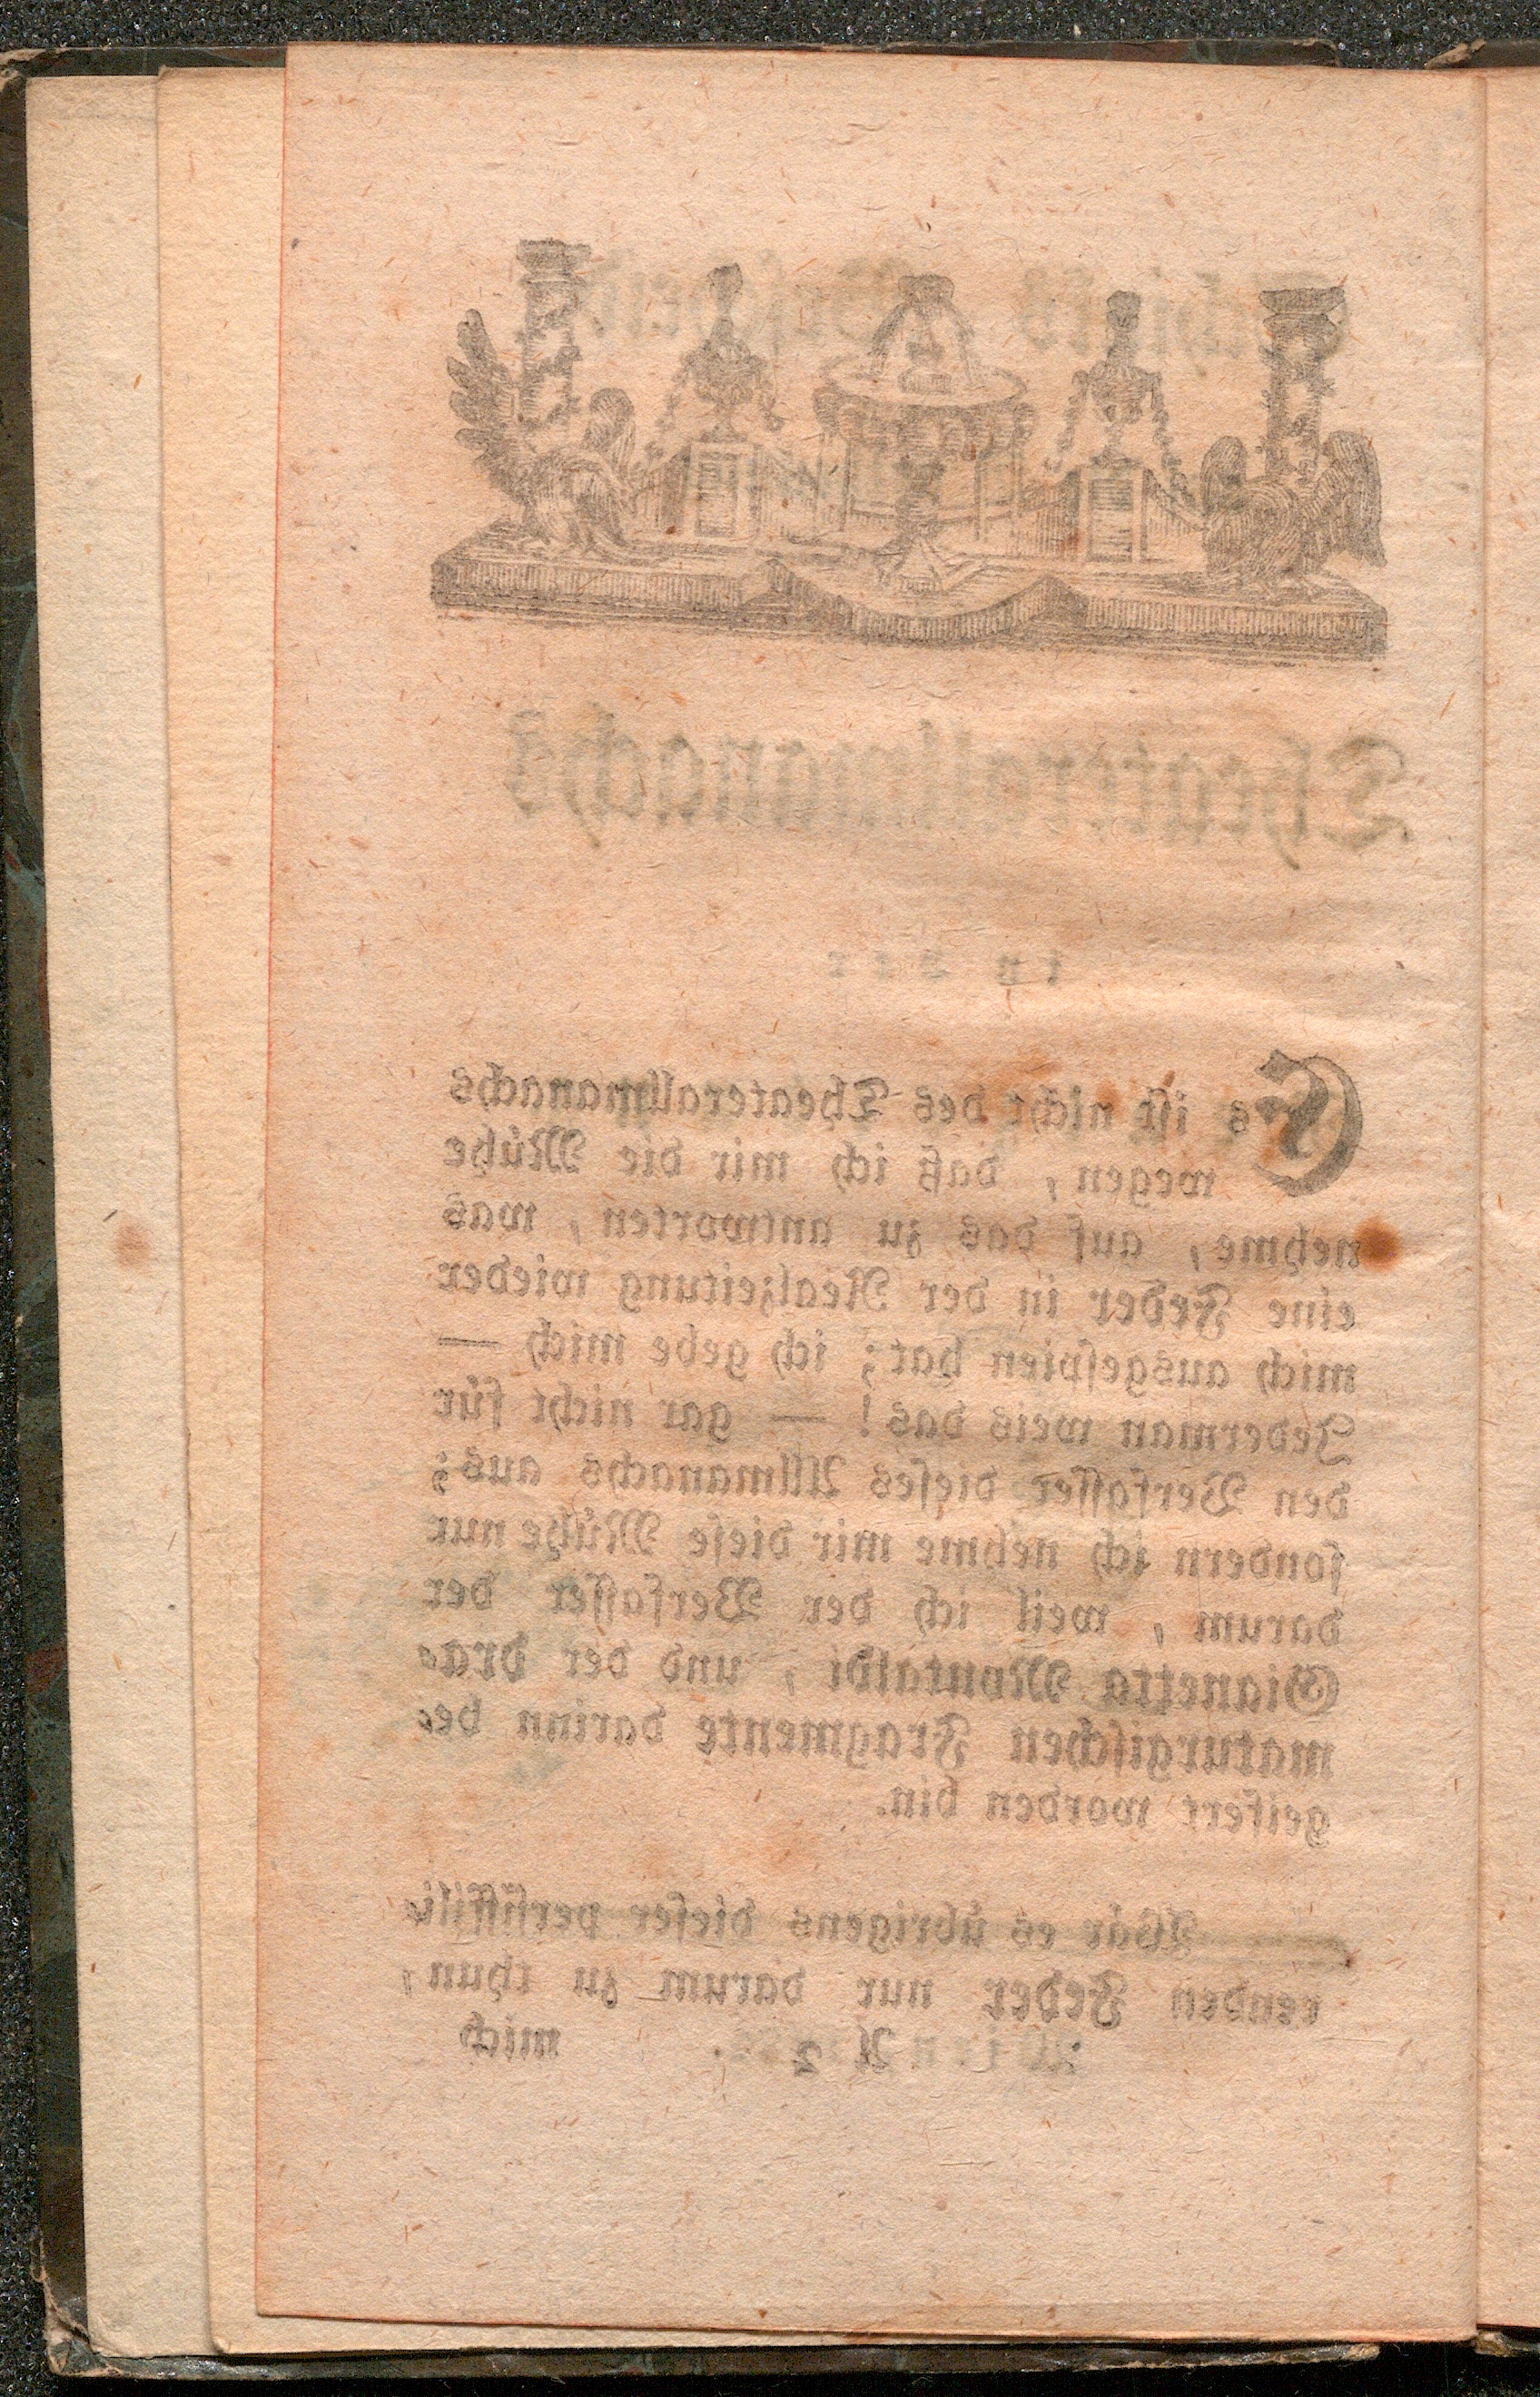 Theaterallmanachs
in der
Es ist nicht des Theaterallmanachs
wegen, daß ich mir die Mühe
nehme, auf das zu antworten, was
eine Feder in der Realzeitung wieder
mich ausgespien hat; ich gebe mich —
Jederman weis das! — gar nicht für
den Verfasser dieses Allmanachs aus;
sondern ich nehme mir diese Mühe nur
darum, weil ich der Verfasser der
Gianetta Montaldi, und der dra-
maturgischen Fragmente darinn be-
geifert worden bin.
Wär es übrigens dieser persiffili-
renden Feder nur darum zu thun,
A 2 mich